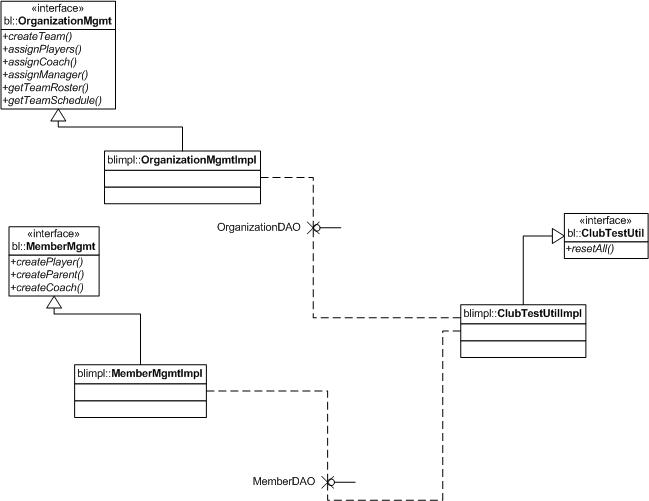 «interface»
bl::OrganizationMgmt
+createTeam()
+assignPlayers()
+assignCoach()
+assignManager()
+getTeamRoster()
+getTeamSchedule()
blimpl::OrganizationMgmtImpl
OrganizationDAO
«interface»
bl::ClubTestUtil
+resetAll()
«interface»
bl::MemberMgmt
+createPlayer()
+createParent()
+createCoach()
blimpl::ClubTestUtilImpl
blimpl::MemberMgmtImpl
MemberDAO